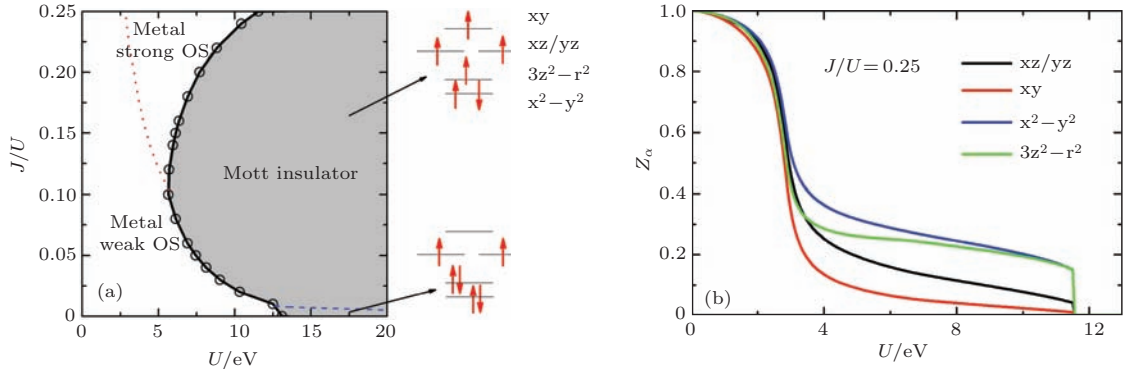 0.25
0.20
0.15
0.10
0.05
0
J/U
Metal
strong OS
Mott insulator
Metal
weak OS
(a)
0 5 10 15 20
U/eV
xy
xz/yz
3z²−r²
x²−y²
1.0
0.8
0.6
0.4
0.2
0
Zα
J/U=0.25
xz/yz
xy
x²−y²
3z²−r²
(b)
0 4 8 12
U/eV